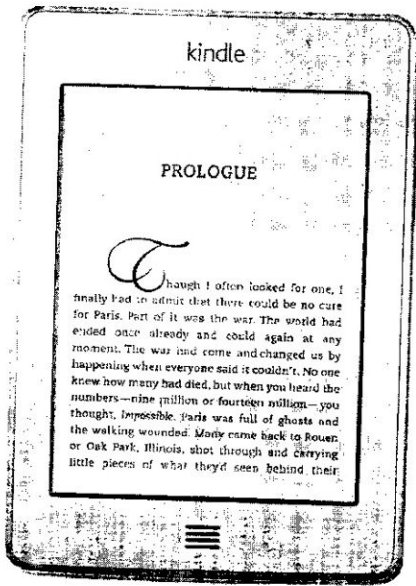 kindle
PROLOGUE
Though I often looked for one, I
finally had to admit that there could be no cure
for Paris. Part of it was the war. The world had
ended once already and could again at any
moment. The war had come and changed us by
happening when everyone said it couldn't. No one
knew how many had died, but when you heard the
numbers—nine million or fourteen million—you
thought, Impossible. Paris was full of ghosts and
the walking wounded. Many came back to Rouen
or Oak Park, Illinois, shot through and carrying
little pieces of what they'd seen behind their